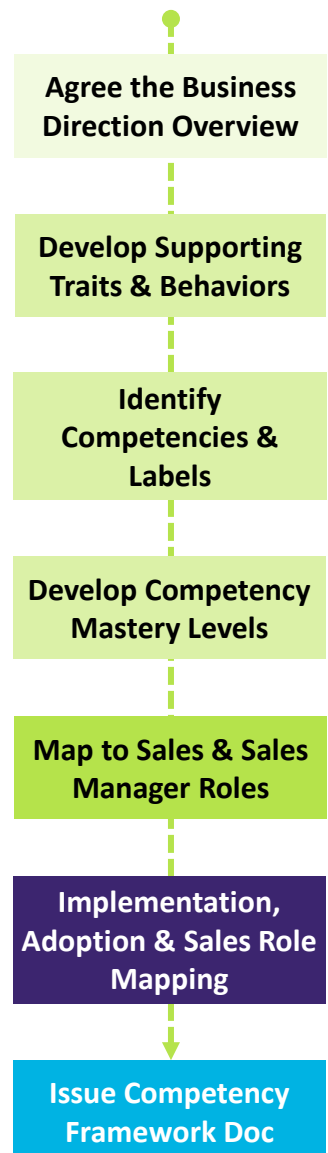 Agree the Business
Direction Overview
Develop Supporting
Traits & Behaviors
Identify
Competencies &
Labels
Develop Competency
Mastery Levels
Map to Sales & Sales
Manager Roles
Implementation,
Adoption & Sales Role
Mapping
Issue Competency
Framework Doc